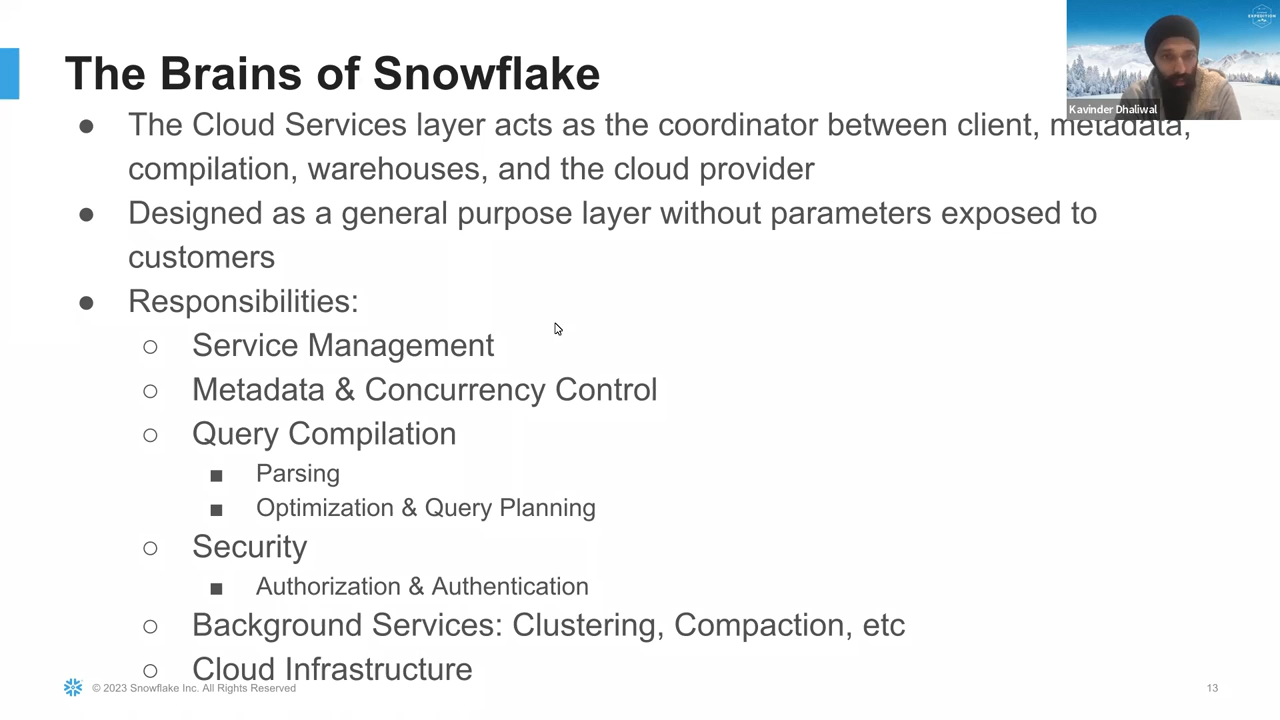 The Brains of Snowflake
EXPEDITION
Kavinder Dhaliwal
● The Cloud Services layer acts as the coordinator between client, metadata,
compilation, warehouses, and the cloud provider
● Designed as a general purpose layer without parameters exposed to
customers
● Responsibilities:
○ Service Management
○ Metadata & Concurrency Control
○ Query Compilation
■ Parsing
■ Optimization & Query Planning
○ Security
■ Authorization & Authentication
○ Background Services: Clustering, Compaction, etc
○ Cloud Infrastructure
© 2023 Snowflake Inc. All Rights Reserved
13